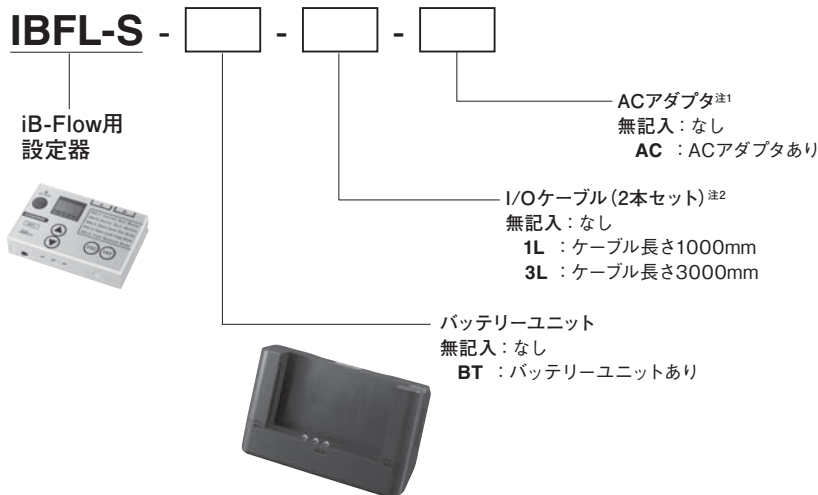 IBFL-S - - -
iB-Flow用
設定器
ACアダプタ注1
無記入：なし
AC ：ACアダプタあり
I/Oケーブル（2本セット）注2
無記入：なし
1L ：ケーブル長さ1000mm
3L ：ケーブル長さ3000mm
バッテリーユニット
無記入：なし
BT ：バッテリーユニットあり